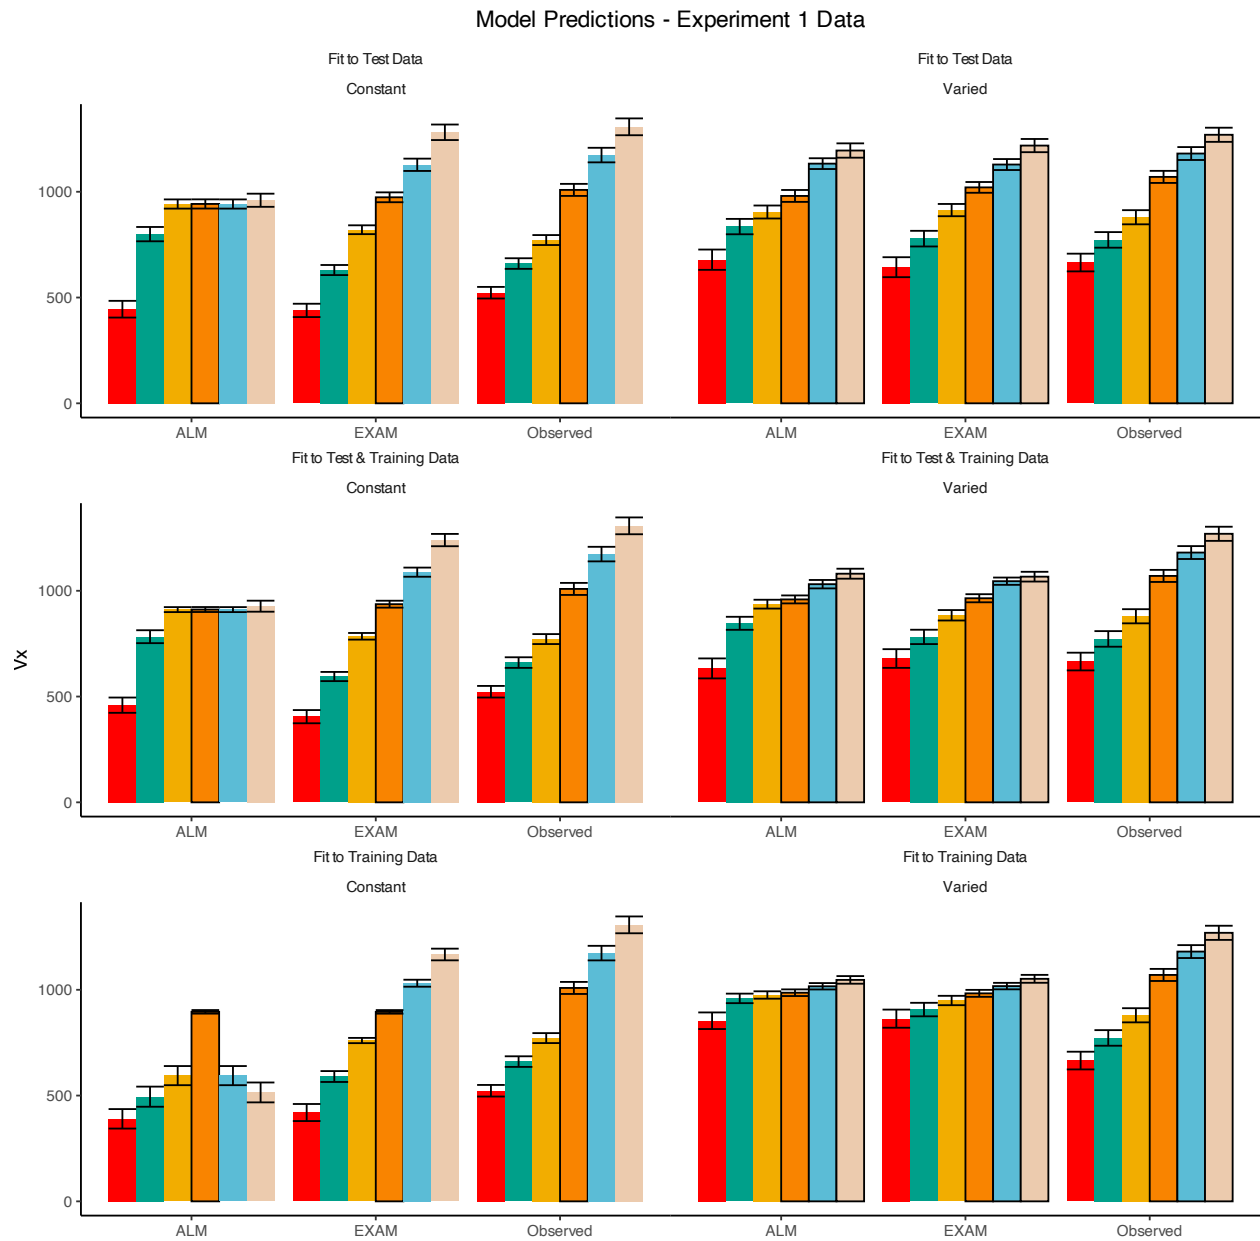 Model Predictions - Experiment 1 Data
Fit to Test Data
Fit to Test Data
Constant
Varied
1000
500
0
ALM
EXAM
Observed
ALM
EXAM
Observed
Fit to Test & Training Data
Fit to Test & Training Data
Constant
Varied
1000
500
0
Vx
ALM
EXAM
Observed
ALM
EXAM
Observed
Fit to Training Data
Fit to Training Data
Constant
Varied
1000
500
0
ALM
EXAM
Observed
ALM
EXAM
Observed